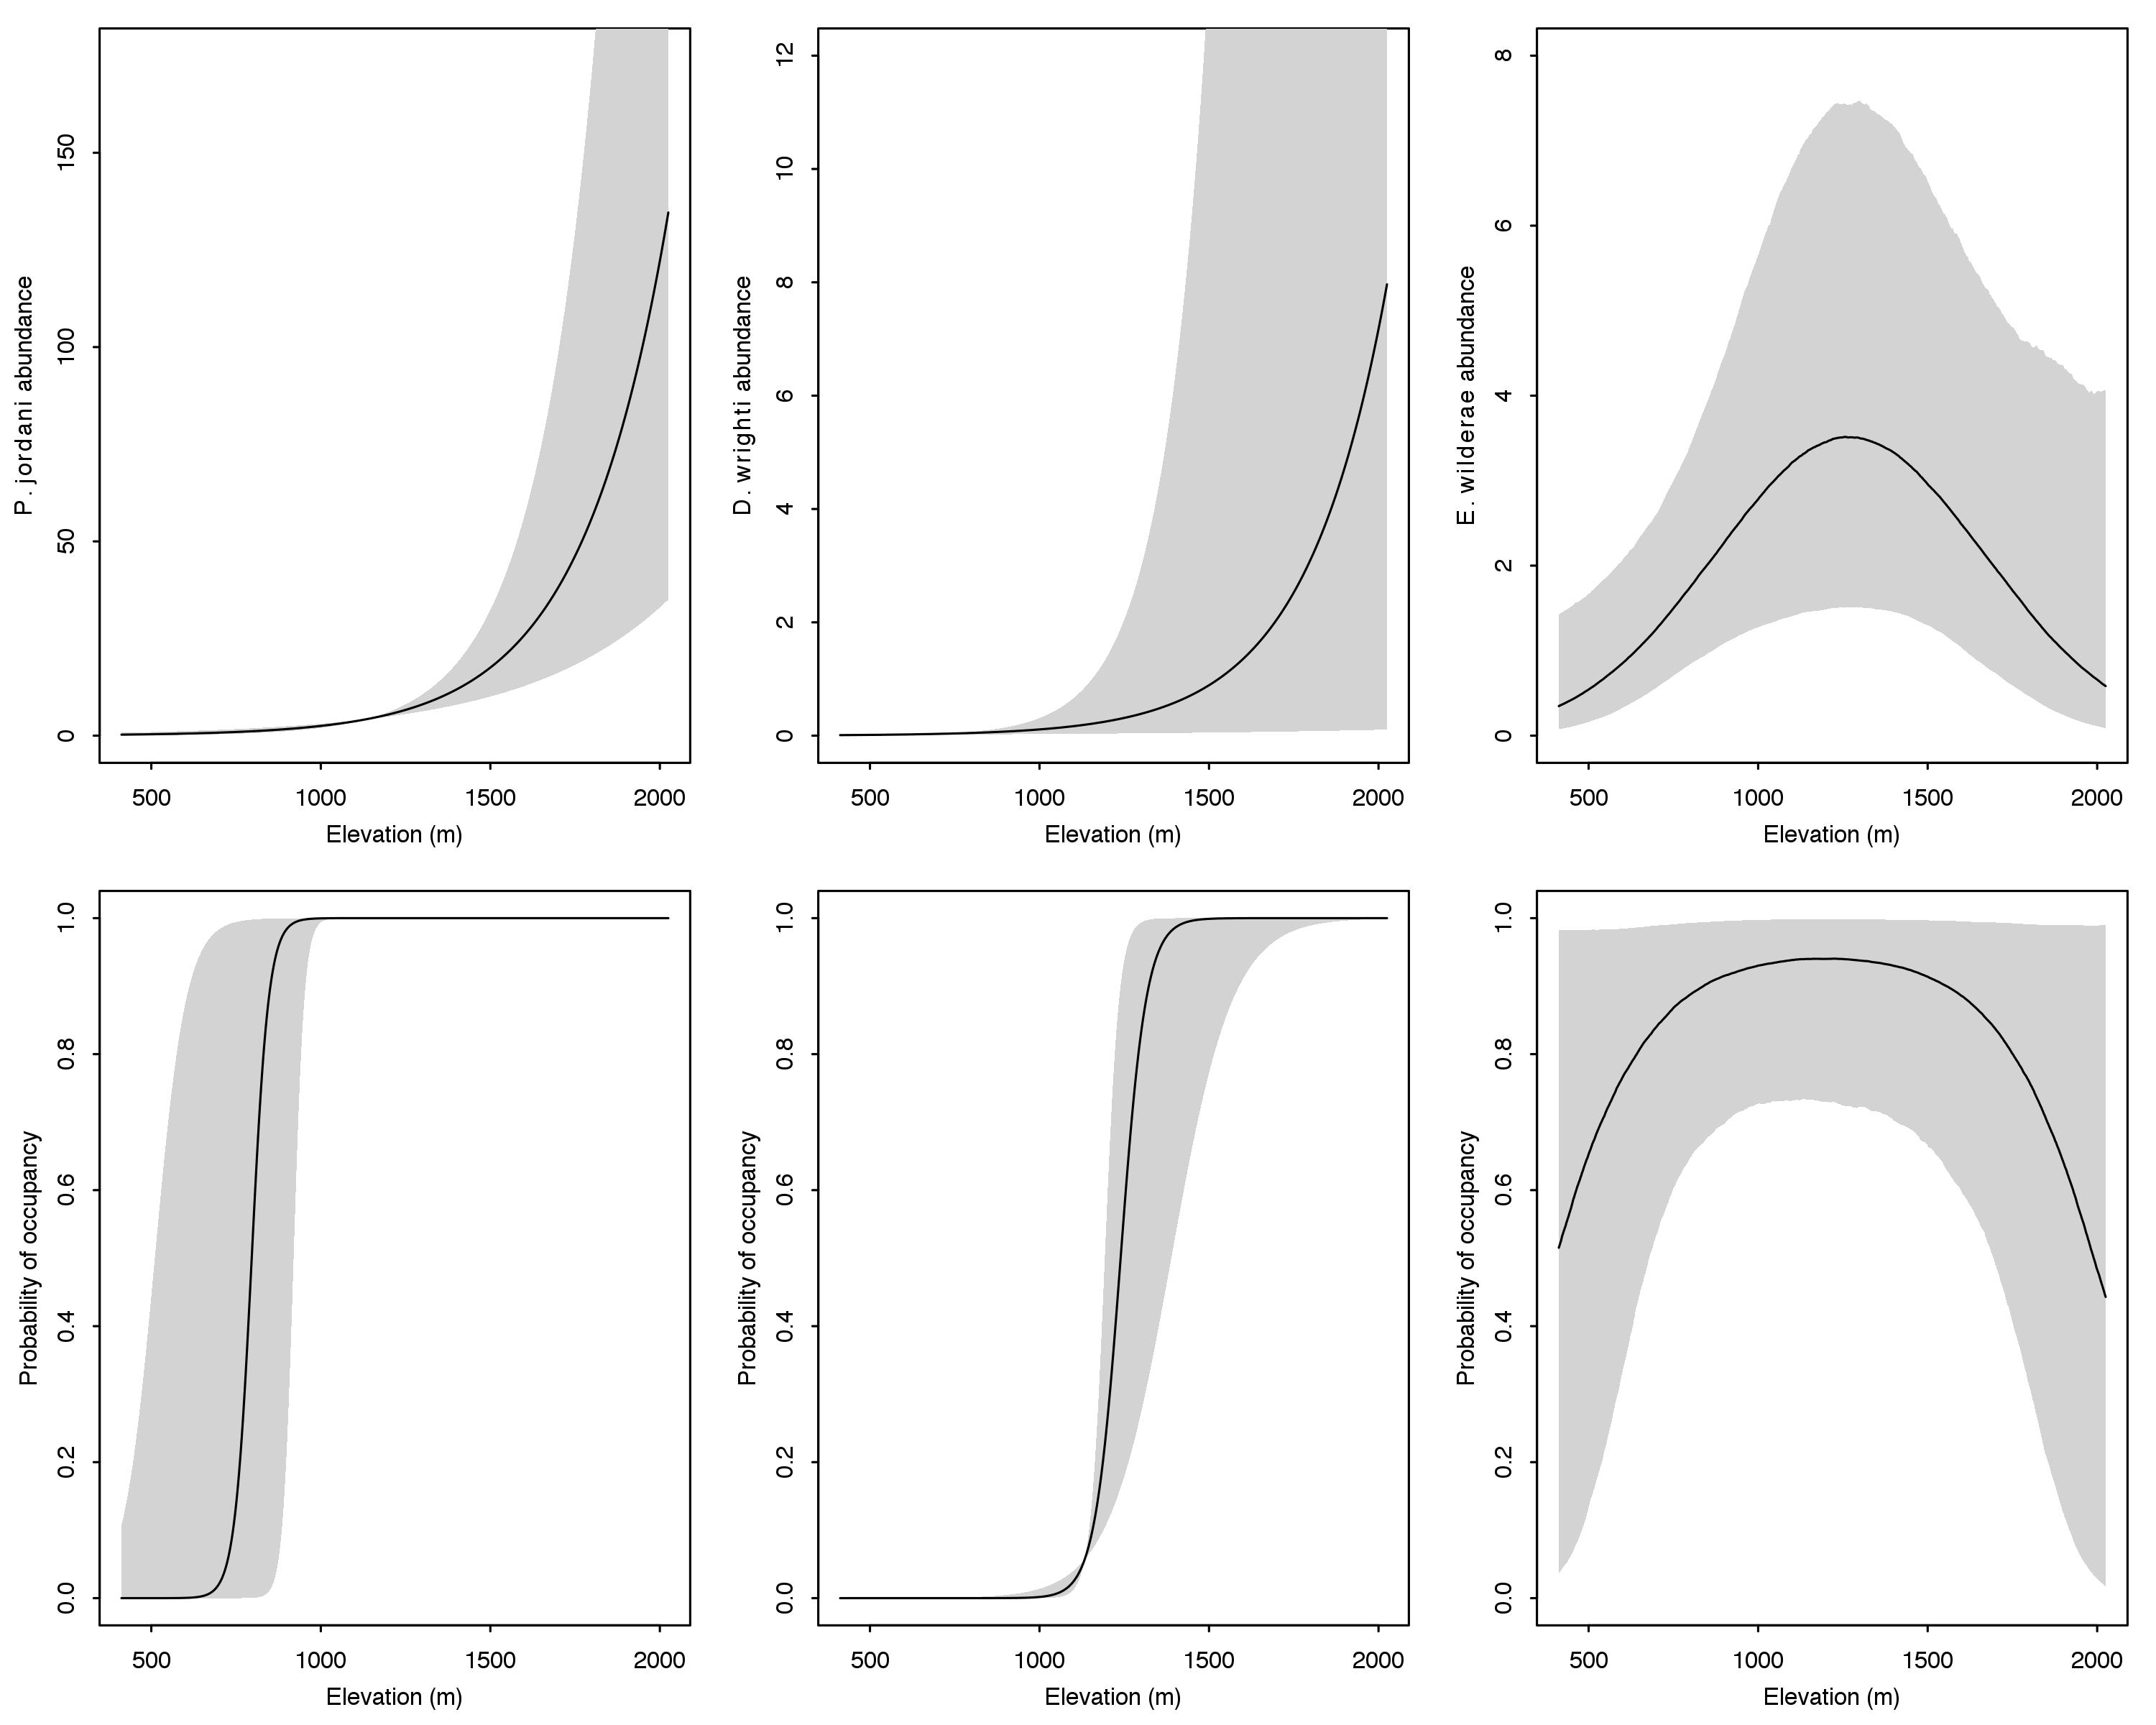 P. jordani abundance
150
100
50
0
500 1000 1500 2000
Elevation (m)
D. wrighti abundance
12
10
8
6
4
2
0
500 1000 1500 2000
Elevation (m)
E. wilderae abundance
8
6
4
2
0
500 1000 1500 2000
Elevation (m)
Probability of occupancy
1.0
0.8
0.6
0.4
0.2
0.0
500 1000 1500 2000
Elevation (m)
Probability of occupancy
1.0
0.8
0.6
0.4
0.2
0.0
500 1000 1500 2000
Elevation (m)
Probability of occupancy
1.0
0.8
0.6
0.4
0.2
0.0
500 1000 1500 2000
Elevation (m)